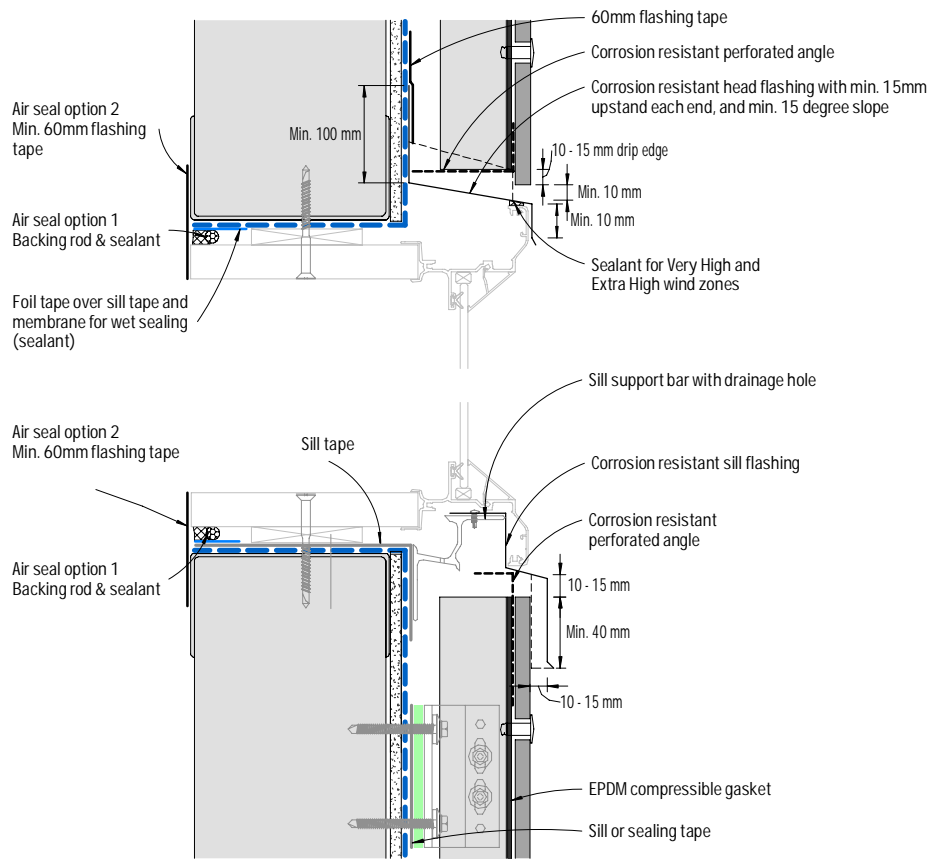 60mm flashing tape
Corrosion resistant perforated angle
Corrosion resistant head flashing with min. 15mm
upstand each end, and min. 15 degree slope
Air seal option 2
Min. 60mm flashing
tape
Min. 100 mm
10 - 15 mm drip edge
Min. 10 mm
Min. 10 mm
Air seal option 1
Backing rod & sealant
Sealant for Very High and
Extra High wind zones
Foil tape over sill tape and
membrane for wet sealing
(sealant)
Sill support bar with drainage hole
Air seal option 2
Min. 60mm flashing tape
Sill tape
Corrosion resistant sill flashing
Corrosion resistant
perforated angle
Air seal option 1
Backing rod & sealant
10 - 15 mm
Min. 40 mm
10 - 15 mm
EPDM compressible gasket
Sill or sealing tape